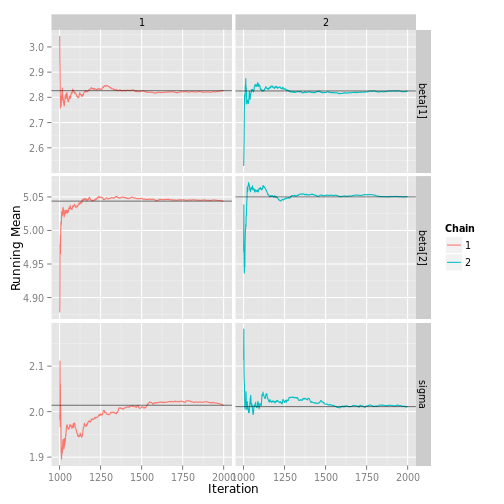 1 2
3.0
2.9
2.8
2.7
2.6
beta[1]
Running Mean
5.05
5.00
4.95
4.90
beta[2]
Chain
1
2
2.1
2.0
1.9
sigma
1000 1250 1500 1750 2000 1000 1250 1500 1750 2000
Iteration